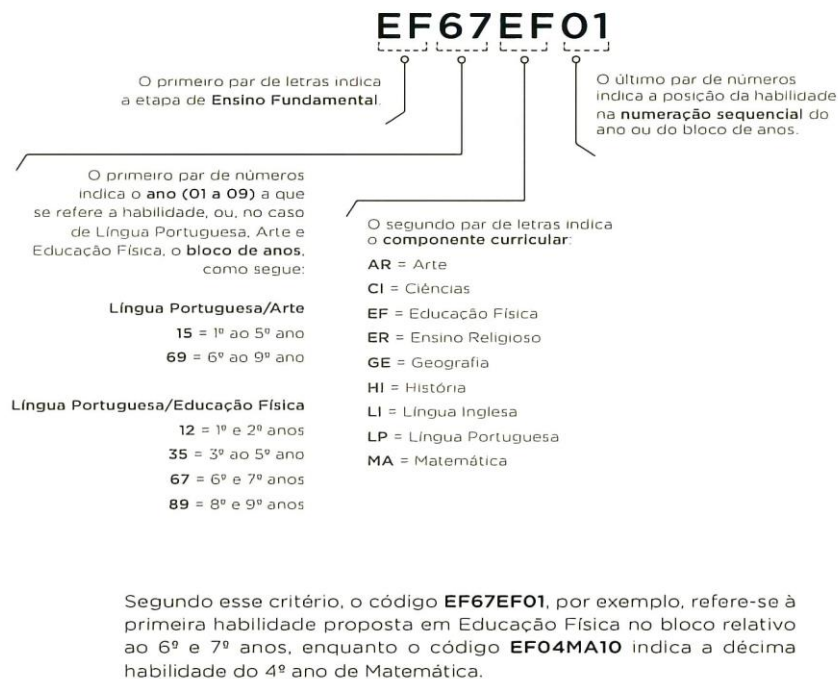 EF67EF01
O primeiro par de letras indica
a etapa de Ensino Fundamental.
O último par de números
indica a posição da habilidade
na numeração sequencial do
ano ou do bloco de anos.
O primeiro par de números
indica o ano (01 a 09) a que
se refere a habilidade, ou, no caso
de Língua Portuguesa, Arte e
Educação Física, o bloco de anos,
como segue:
Língua Portuguesa/Arte
15 = 1º ao 5º ano
69 = 6º ao 9º ano
Língua Portuguesa/Educação Física
12 = 1º e 2º anos
35 = 3º ao 5º ano
67 = 6º e 7º anos
89 = 8º e 9º anos
O segundo par de letras indica
o componente curricular:
AR = Arte
CI = Ciências
EF = Educação Física
ER = Ensino Religioso
GE = Geografia
HI = História
LI = Língua Inglesa
LP = Língua Portuguesa
MA = Matemática
Segundo esse critério, o código EF67EF01, por exemplo, refere-se à
primeira habilidade proposta em Educação Física no bloco relativo
ao 6º e 7º anos, enquanto o código EF04MA10 indica a décima
habilidade do 4º ano de Matemática.